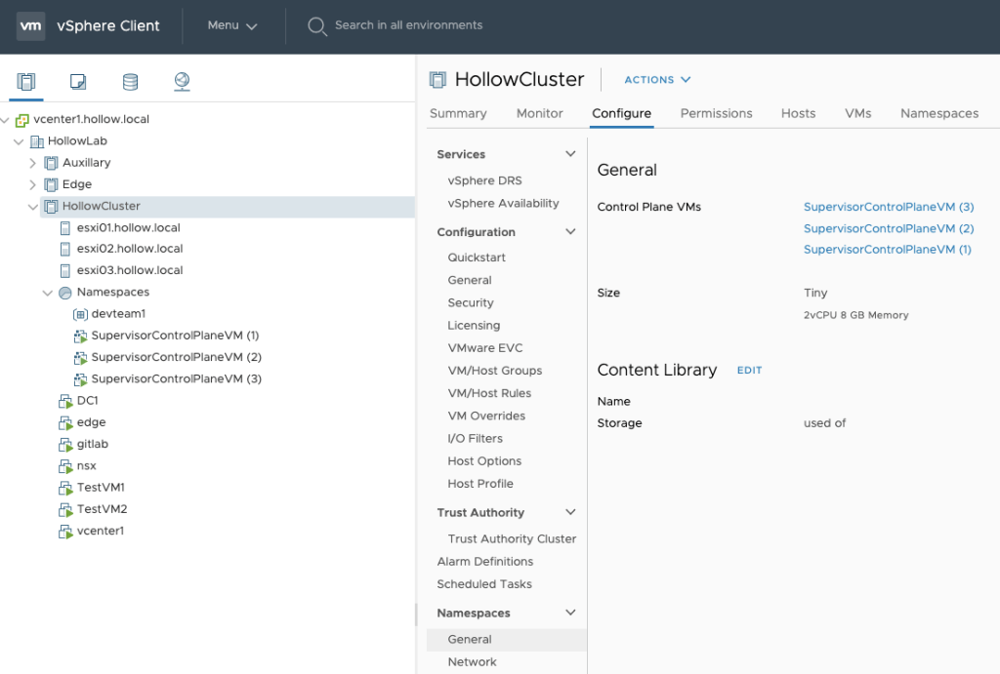 vm vSphere Client Menu Search in all environments
vcenter1.hollow.local
HollowLab
Auxillary
Edge
HollowCluster
esxi01.hollow.local
esxi02.hollow.local
esxi03.hollow.local
Namespaces
devteam1
SupervisorControlPlaneVM (1)
SupervisorControlPlaneVM (2)
SupervisorControlPlaneVM (3)
DC1
edge
gitlab
nsx
TestVM1
TestVM2
vcenter1
HollowCluster ACTIONS
Summary Monitor Configure Permissions Hosts VMs Namespaces
Services
vSphere DRS
vSphere Availability
Configuration
Quickstart
General
Security
Licensing
VMware EVC
VM/Host Groups
VM/Host Rules
VM Overrides
I/O Filters
Host Options
Host Profile
Trust Authority
Trust Authority Cluster
Alarm Definitions
Scheduled Tasks
Namespaces
General
Network
General
Control Plane VMs SupervisorControlPlaneVM (3)
SupervisorControlPlaneVM (2)
SupervisorControlPlaneVM (1)
Size Tiny
2vCPU 8 GB Memory
Content Library EDIT
Name
Storage used of